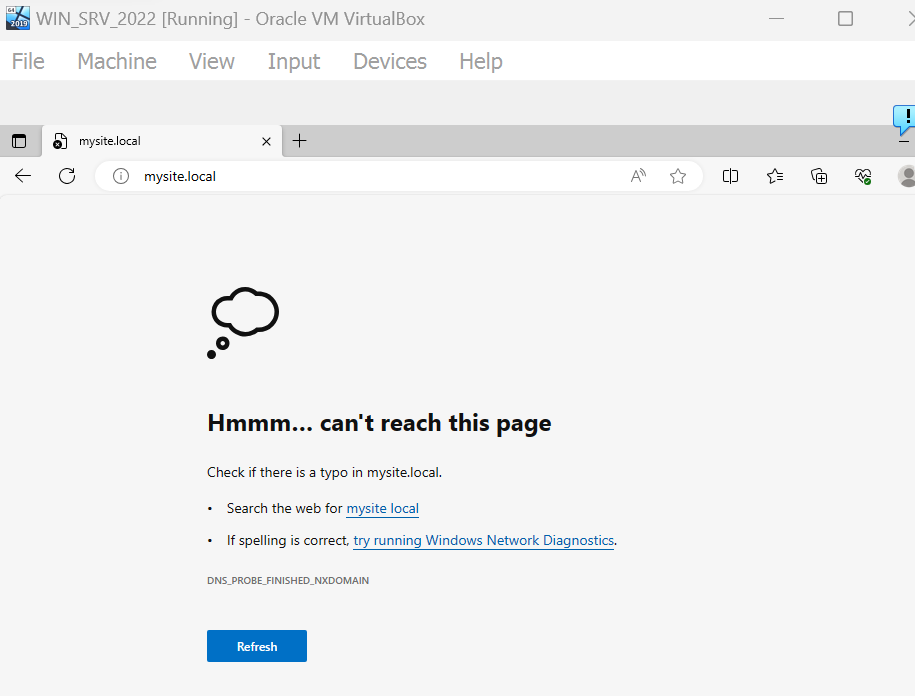 64
2019
WIN_SRV_2022 [Running] - Oracle VM VirtualBox
File Machine View Input Devices Help
mysite.local
mysite.local
Hmmm... can't reach this page
Check if there is a typo in mysite.local.
• Search the web for mysite local
• If spelling is correct, try running Windows Network Diagnostics.
DNS_PROBE_FINISHED_NXDOMAIN
Refresh